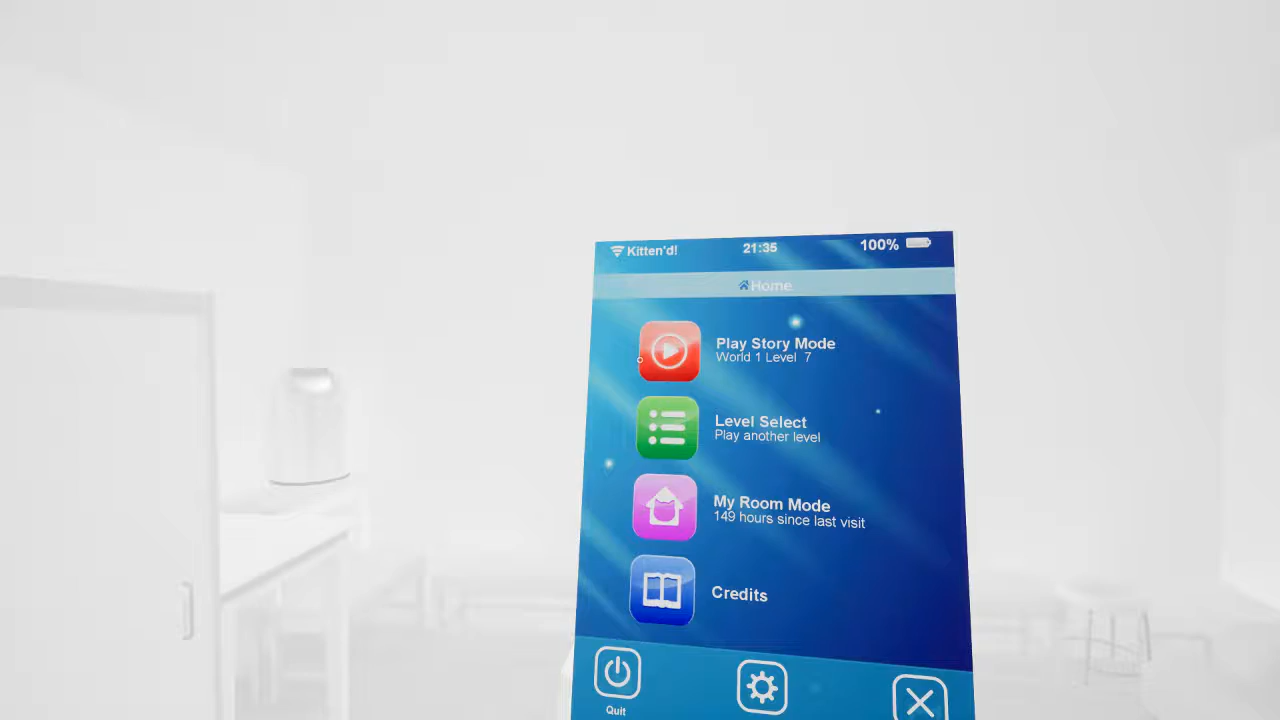 Kitten'd! 21:35 100%
Home
Play Story Mode
World 1 Level 7
Level Select
Play another level
My Room Mode
149 hours since last visit
Credits
Quit